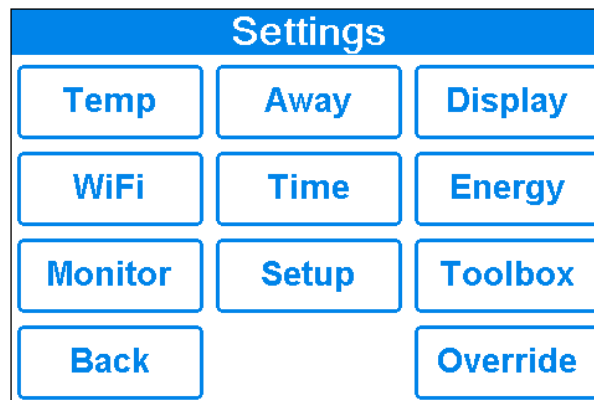 Settings
Temp Away Display
WiFi Time Energy
Monitor Setup Toolbox
Back Override